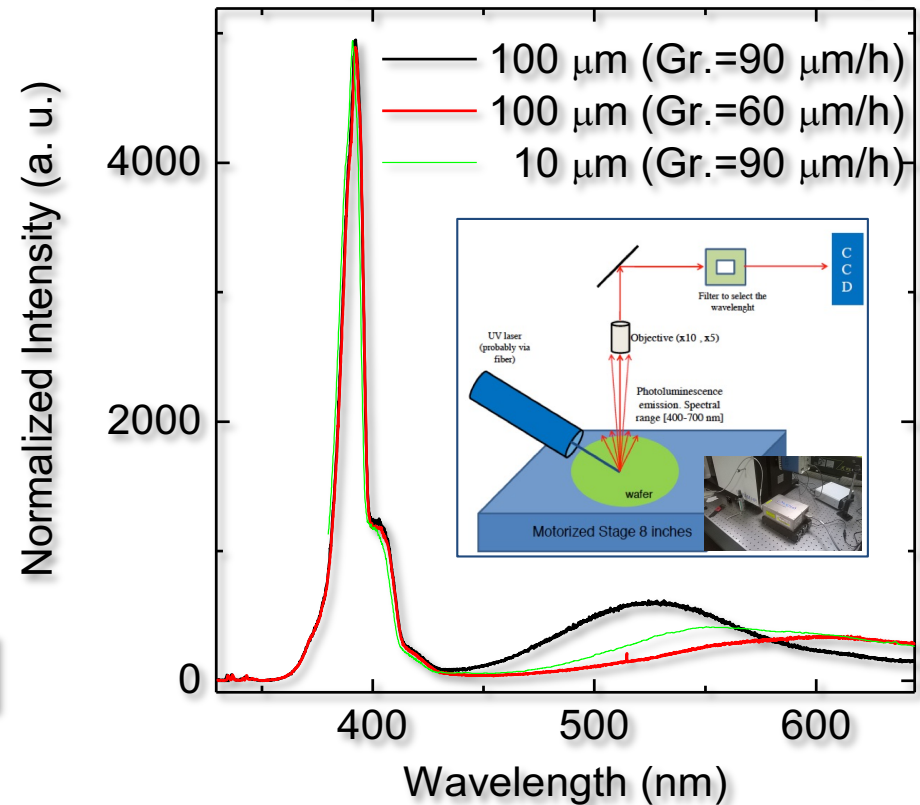 Normalized Intensity (a. u.)
4000
2000
0
100 μm (Gr.=90 μm/h)
100 μm (Gr.=60 μm/h)
10 μm (Gr.=90 μm/h)
C
C
D
Filter to select the
wavelenght
UV laser
(probably via
fiber)
Objective (x10 , x5)
Photoluminescence
emission. Spectral
range [400-700 nm]
wafer
Motorized Stage 8 inches
400
500
600
Wavelength (nm)